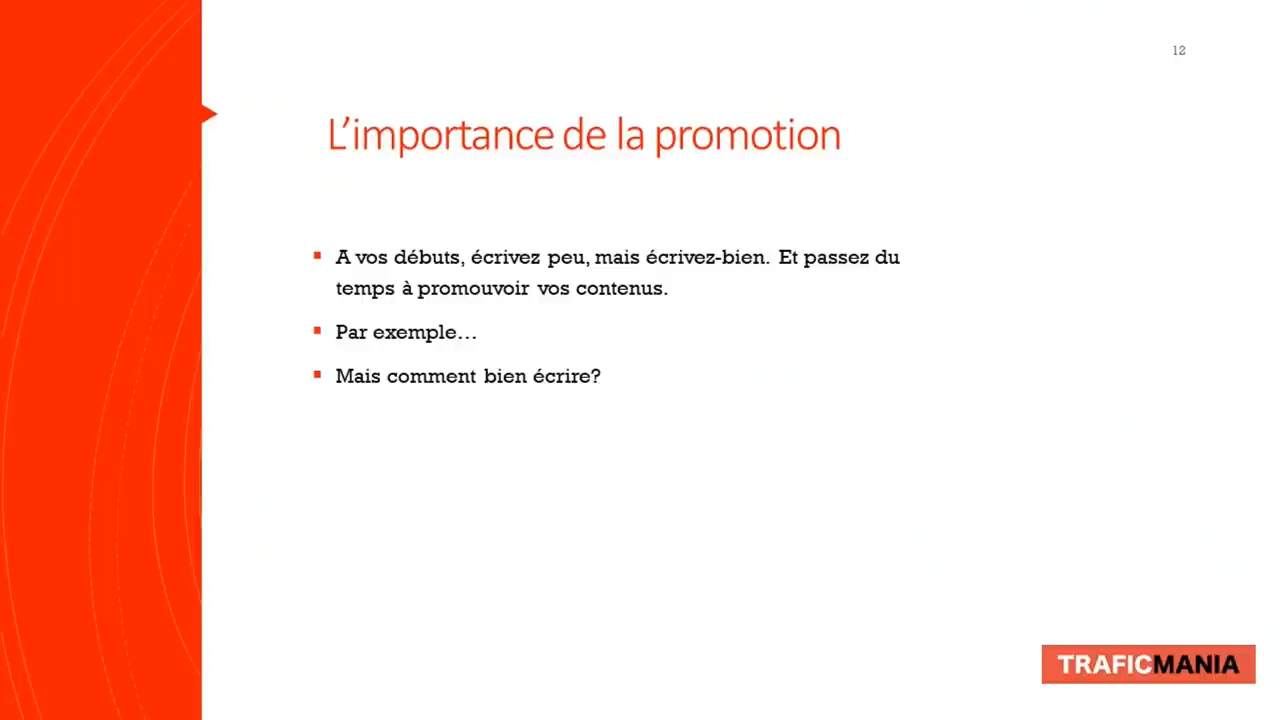 12
L'importance de la promotion
A vos débuts, écrivez peu, mais écrivez-bien. Et passez du
temps à promouvoir vos contenus.
Par exemple…
Mais comment bien écrire?
TRAFICMANIA